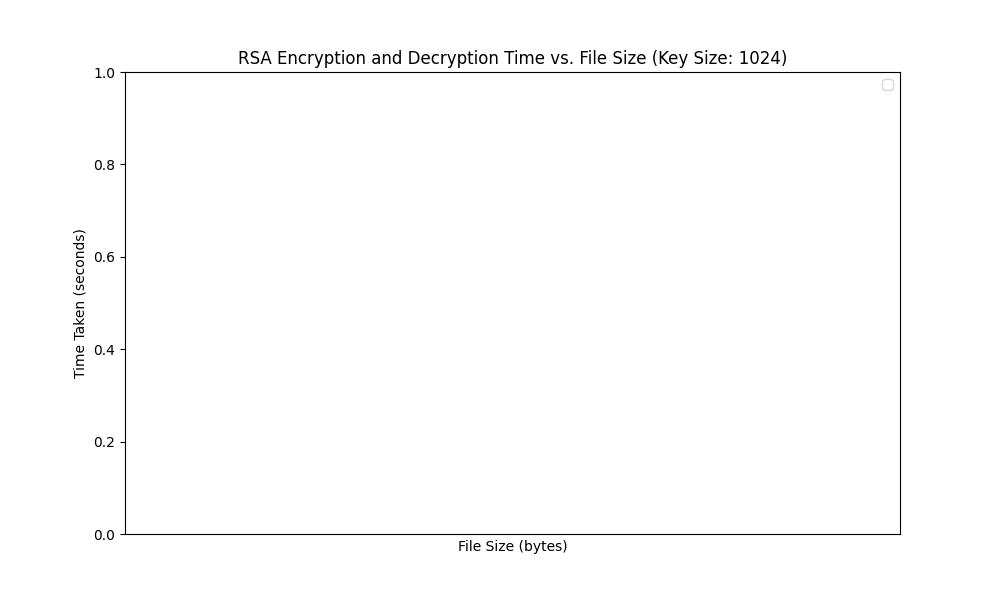 RSA Encryption and Decryption Time vs. File Size (Key Size: 1024)
1.0
0.8
0.6
0.4
0.2
0.0
Time Taken (seconds)
File Size (bytes)